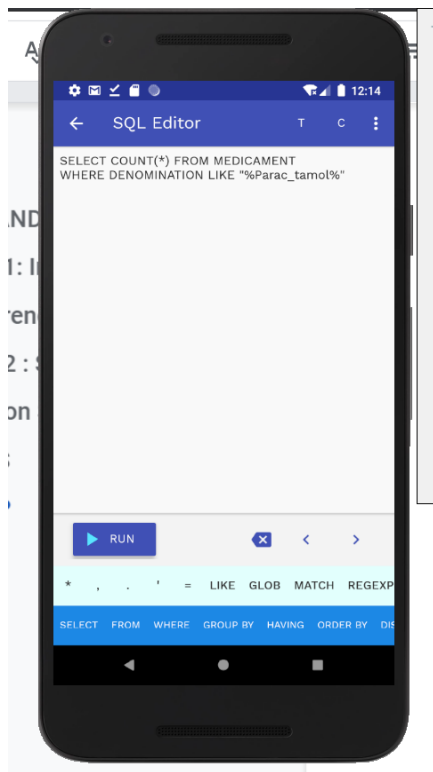 12:14
SQL Editor T C
SELECT COUNT(*) FROM MEDICAMENT
WHERE DENOMINATION LIKE "%Parac_tamol%"
RUN
* , . ' = LIKE GLOB MATCH REGEXP
SELECT FROM WHERE GROUP BY HAVING ORDER BY DIS